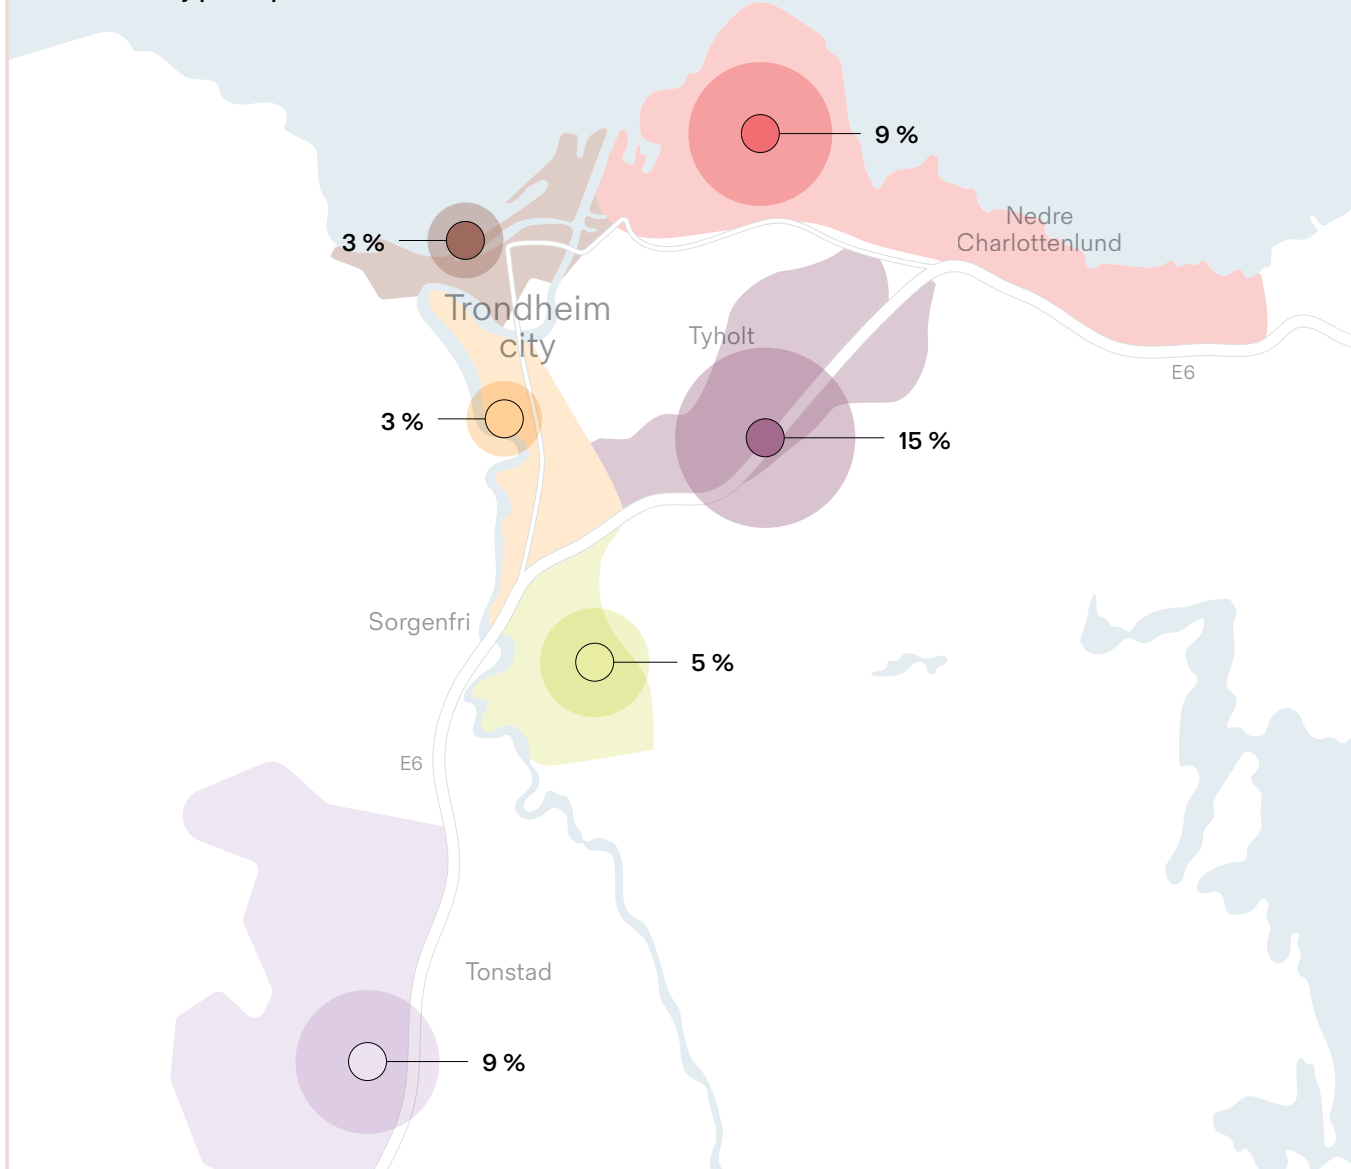 9 %
Nedre
Charlottenlund
3 %
Trondheim
city
Tyholt
E6
3 %
15 %
Sorgenfri
5 %
E6
Tonstad
9 %